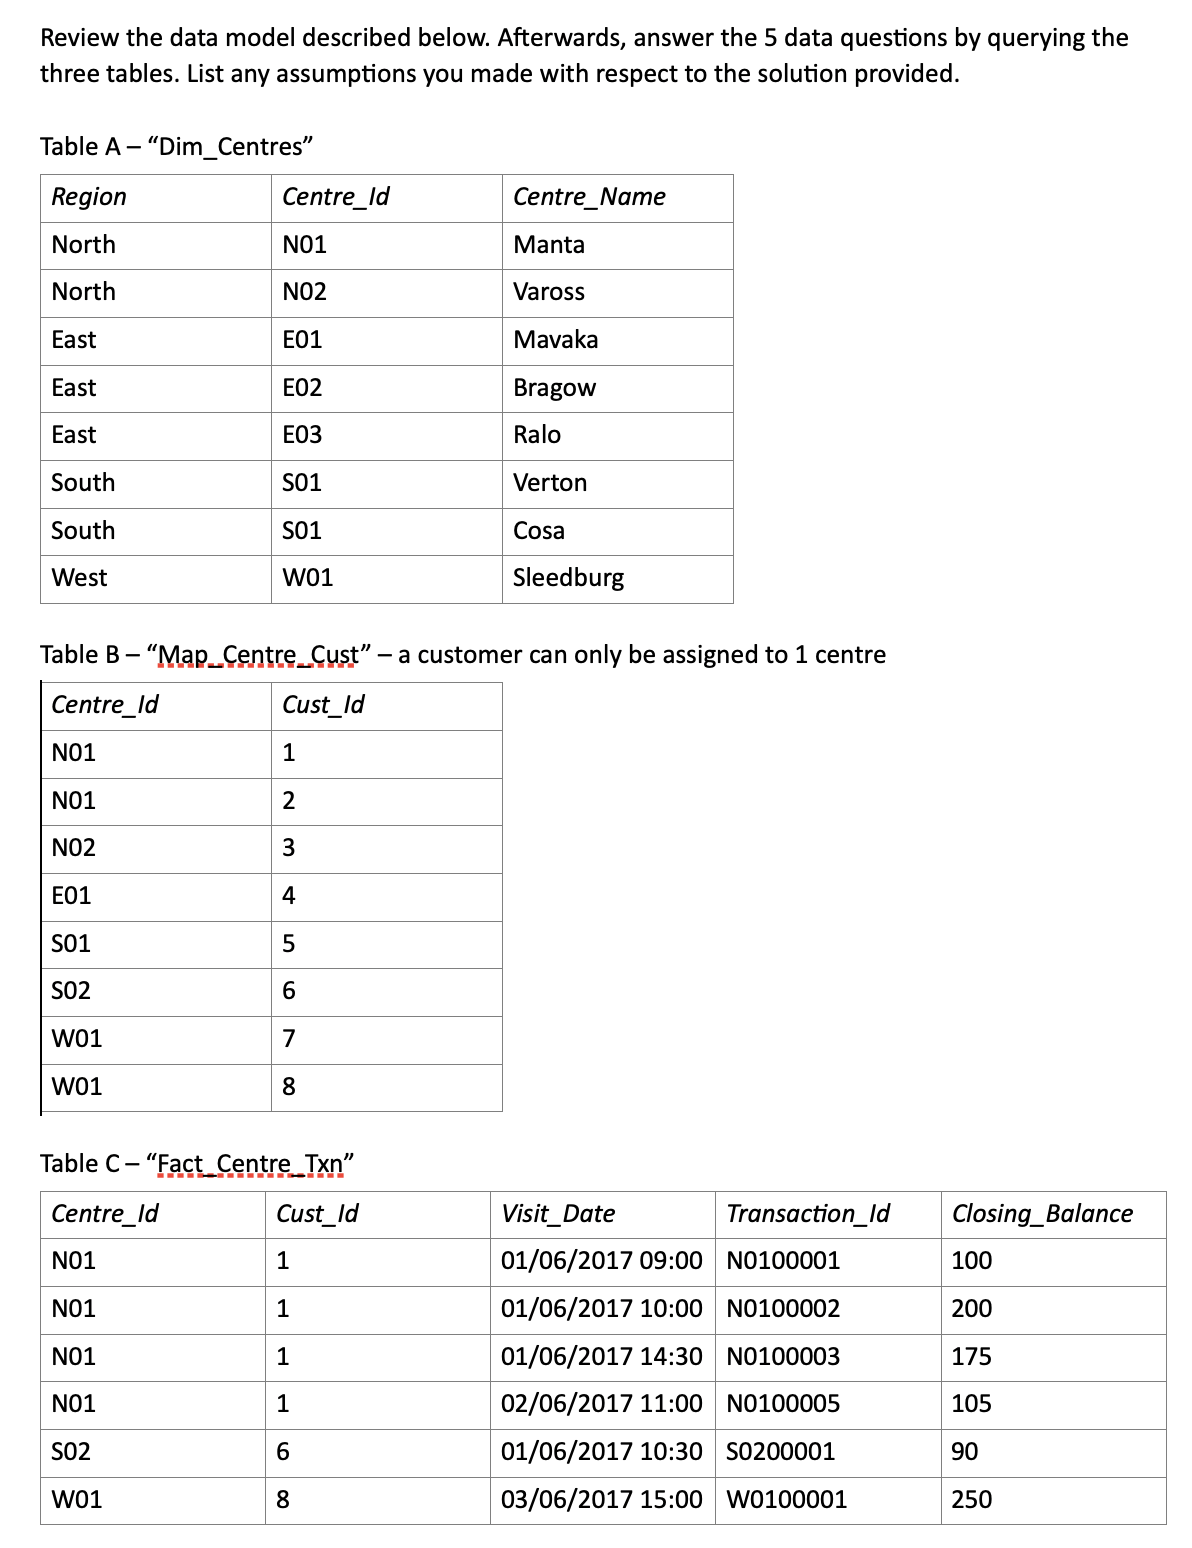 Review the data model described below. Afterwards, answer the 5 data questions by querying the
three tables. List any assumptions you made with respect to the solution provided.
Table A – “Dim_Centres”
Region Centre_Id Centre_Name
North N01 Manta
North N02 Vaross
East E01 Mavaka
East E02 Bragow
East E03 Ralo
South S01 Verton
South S01 Cosa
West W01 Sleedburg
Table B – “Map_Centre_Cust” – a customer can only be assigned to 1 centre
Centre_Id Cust_Id
N01 1
N01 2
N02 3
E01 4
S01 5
S02 6
W01 7
W01 8
Table C – “Fact_Centre_Txn”
Centre_Id Cust_Id Visit_Date Transaction_Id Closing_Balance
N01 1 01/06/2017 09:00 N0100001 100
N01 1 01/06/2017 10:00 N0100002 200
N01 1 01/06/2017 14:30 N0100003 175
N01 1 02/06/2017 11:00 N0100005 105
S02 6 01/06/2017 10:30 S0200001 90
W01 8 03/06/2017 15:00 W0100001 250